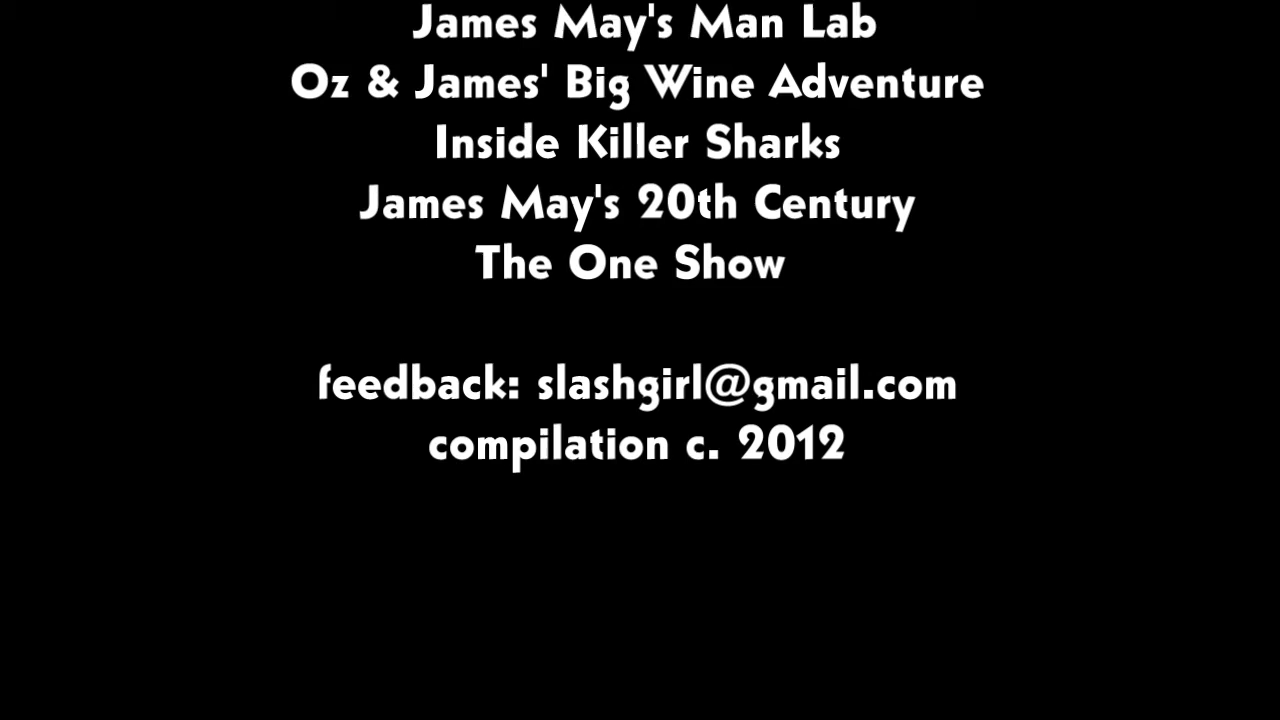 James May's Man Lab
Oz & James' Big Wine Adventure
Inside Killer Sharks
James May's 20th Century
The One Show
feedback: slashgirl@gmail.com
compilation c. 2012